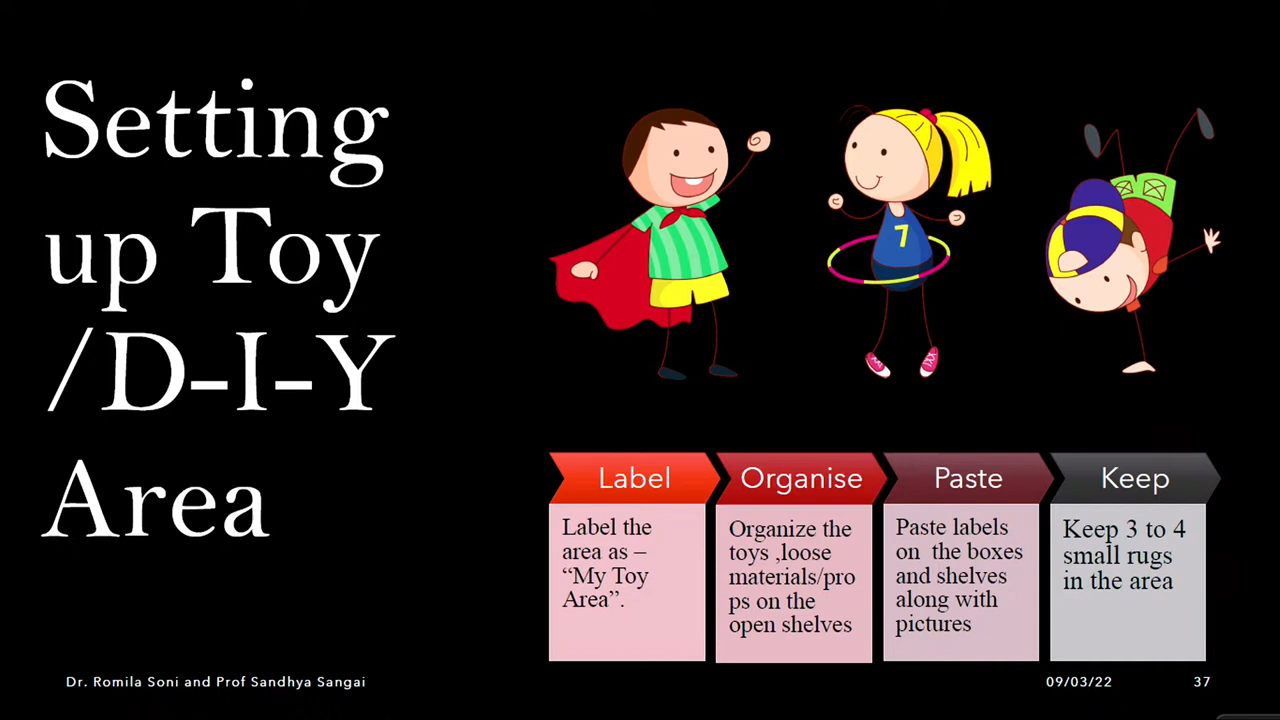 Setting
up Toy
/D-I-Y
Area
7
Label
Label the
area as –
“My Toy
Area”.
Organise
Organize the
toys ,loose
materials/pro
ps on the
open shelves
Paste
Paste labels
on the boxes
and shelves
along with
pictures
Keep
Keep 3 to 4
small rugs
in the area
Dr. Romila Soni and Prof Sandhya Sangai
09/03/22
37